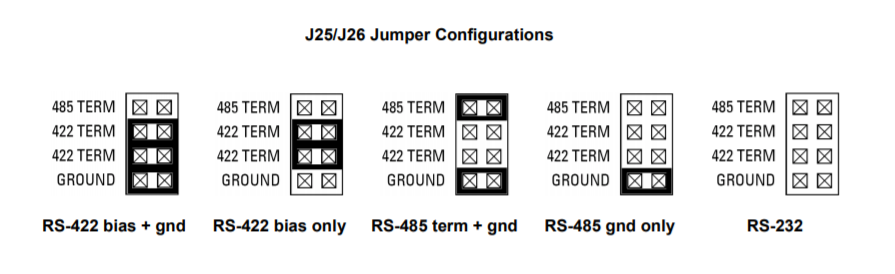 J25/J26 Jumper Configurations
485 TERM
422 TERM
422 TERM
GROUND
RS-422 bias + gnd
485 TERM
422 TERM
422 TERM
GROUND
RS-422 bias only
485 TERM
422 TERM
422 TERM
GROUND
RS-485 term + gnd
485 TERM
422 TERM
422 TERM
GROUND
RS-485 gnd only
485 TERM
422 TERM
422 TERM
GROUND
RS-232